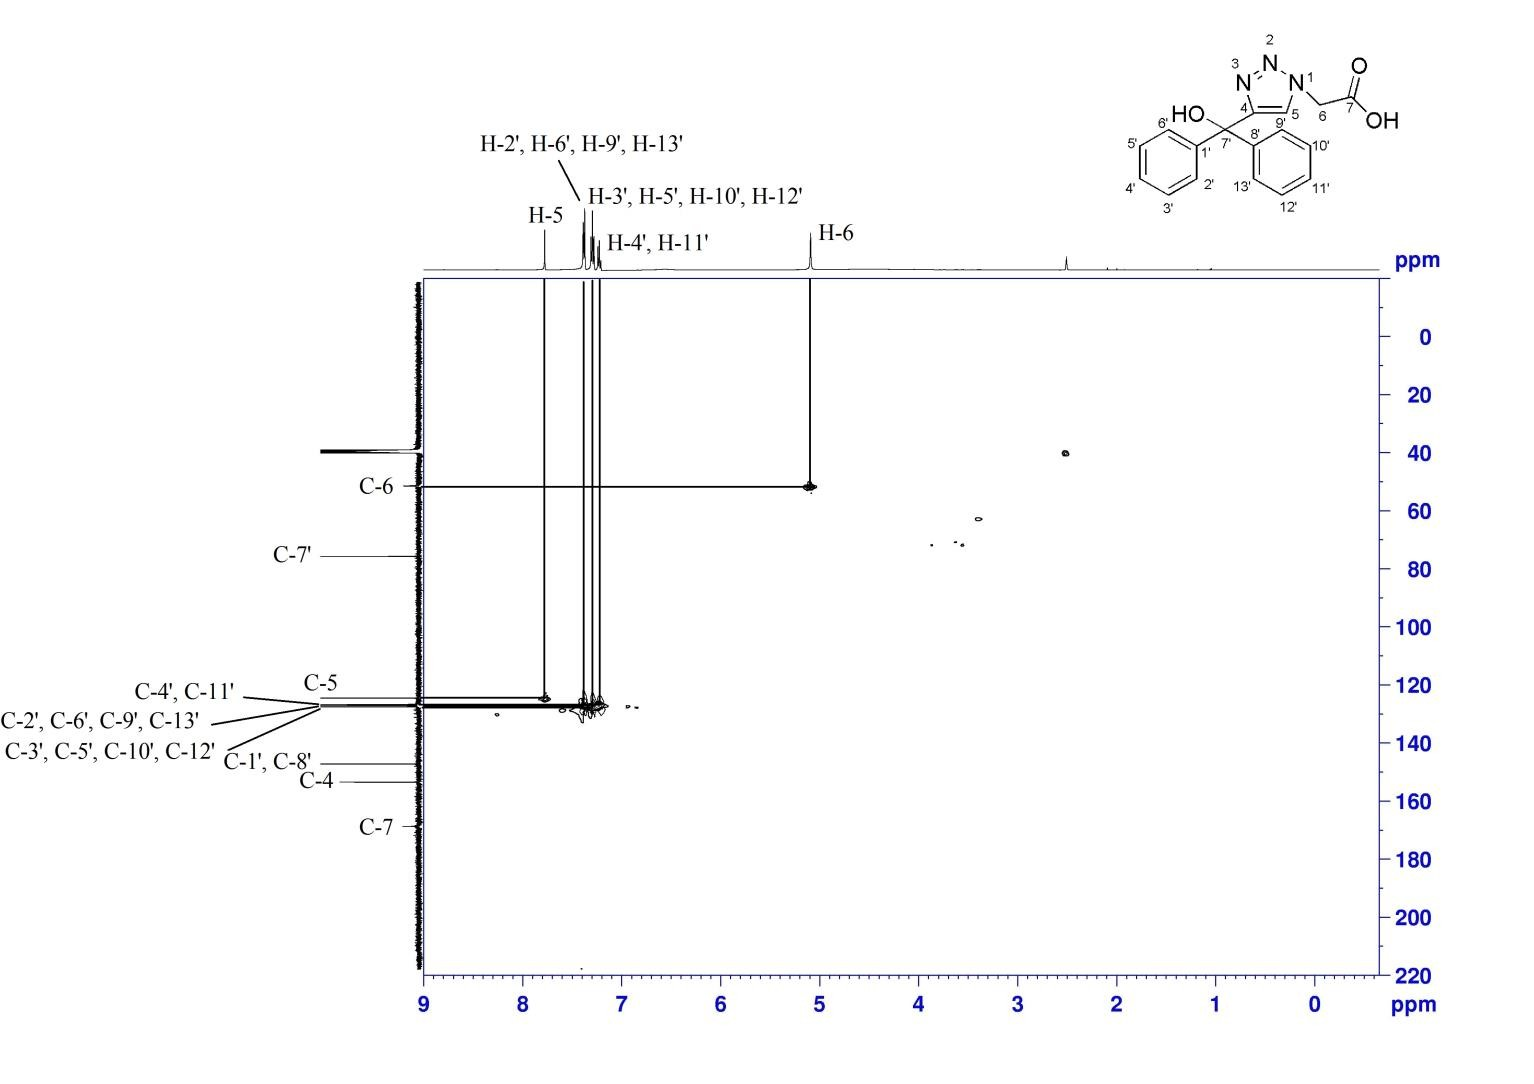 2
3 N N N 1 O
HO 4 5 6 7 OH
6' 9'
5' 1' 7' 8' 10'
4' 2' 13' 11'
3' 12'
H-2', H-6', H-9', H-13'
H-3', H-5', H-10', H-12'
H-5
H-4', H-11'
H-6
ppm
0
20
40
C-6
60
C-7'
80
100
120
C-5
C-4', C-11'
C-2', C-6', C-9', C-13'
C-3', C-5', C-10', C-12'
140
C-1', C-8'
C-4
160
C-7
180
200
220
9 8 7 6 5 4 3 2 1 0 ppm